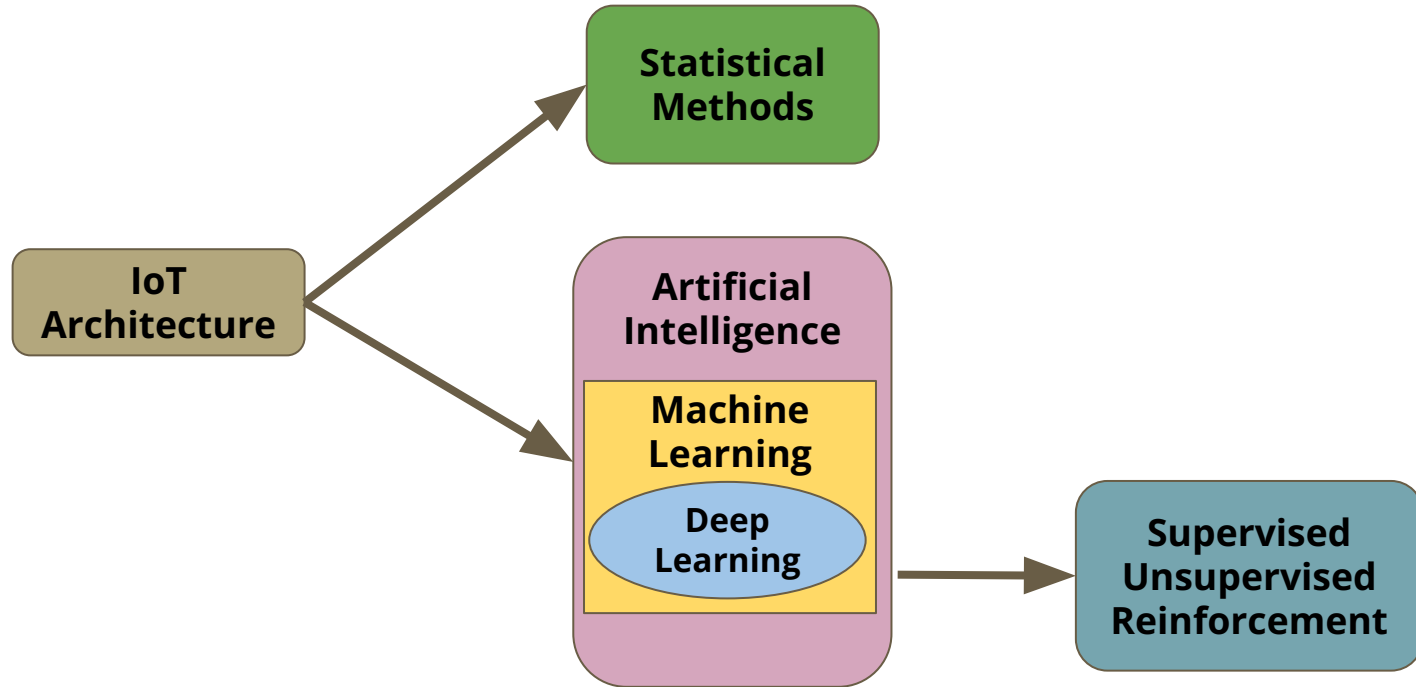 Statistical
Methods
IoT
Architecture
Artificial
Intelligence
Machine
Learning
Deep
Learning
Supervised
Unsupervised
Reinforcement